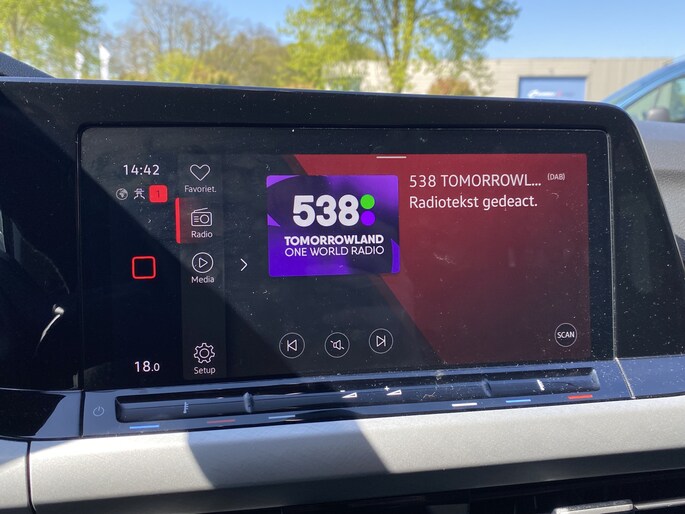 14:42
1
Favoriet.
Radio
Media
Setup
18.0
538
TOMORROWLAND
ONE WORLD RADIO
538 TOMORROWL... (DAB)
Radiotekst gedeact.
SCAN